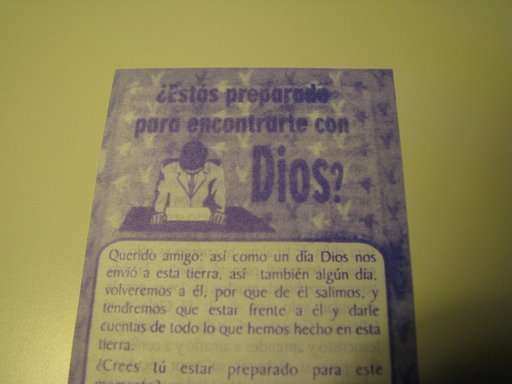 ¿Estás preparado
para encontrarte con
Dios?
Querido amigo: así como un día Dios nos
envió a esta tierra, así también algún dia,
volveremos a él, por que de él salimos, y
tendremos que estar frente a él y darle
cuentas de todo lo que hemos hecho en esta
tierra.
¿Crees tú estar preparado para este